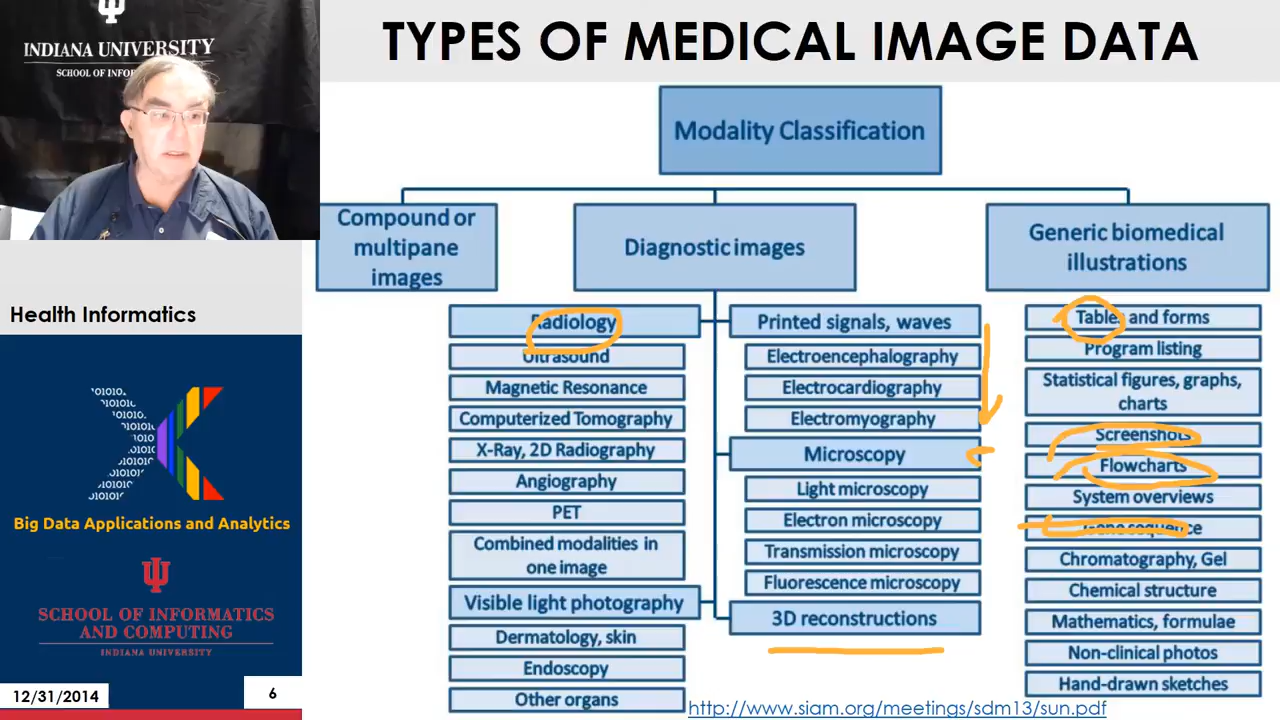 INDIANA UNIVERSITY
TYPES OF MEDICAL IMAGE DATA
Modality Classification
Compound or
multipane
images
Diagnostic images
Generic biomedical
illustrations
Health Informatics
Radiology
Ultrasound
Magnetic Resonance
Computerized Tomography
X-Ray, 2D Radiography
Angiography
PET
Combined modalities in
one image
Visible light photography
Dermatology, skin
Endoscopy
Other organs
Printed signals, waves
Electroencephalography
Electrocardiography
Electromyography
Microscopy
Light microscopy
Electron microscopy
Transmission microscopy
Fluorescence microscopy
3D reconstructions
Tables and forms
Program listing
Statistical figures, graphs,
charts
Screenshots
Flowcharts
System overviews
Gene sequence
Chromatography, Gel
Chemical structure
Mathematics, formulae
Non-clinical photos
Hand-drawn sketches
Big Data Applications and Analytics
SCHOOL OF INFORMATICS
AND COMPUTING
INDIANA UNIVERSITY
12/31/2014
6
http://www.siam.org/meetings/sdm13/sun.pdf